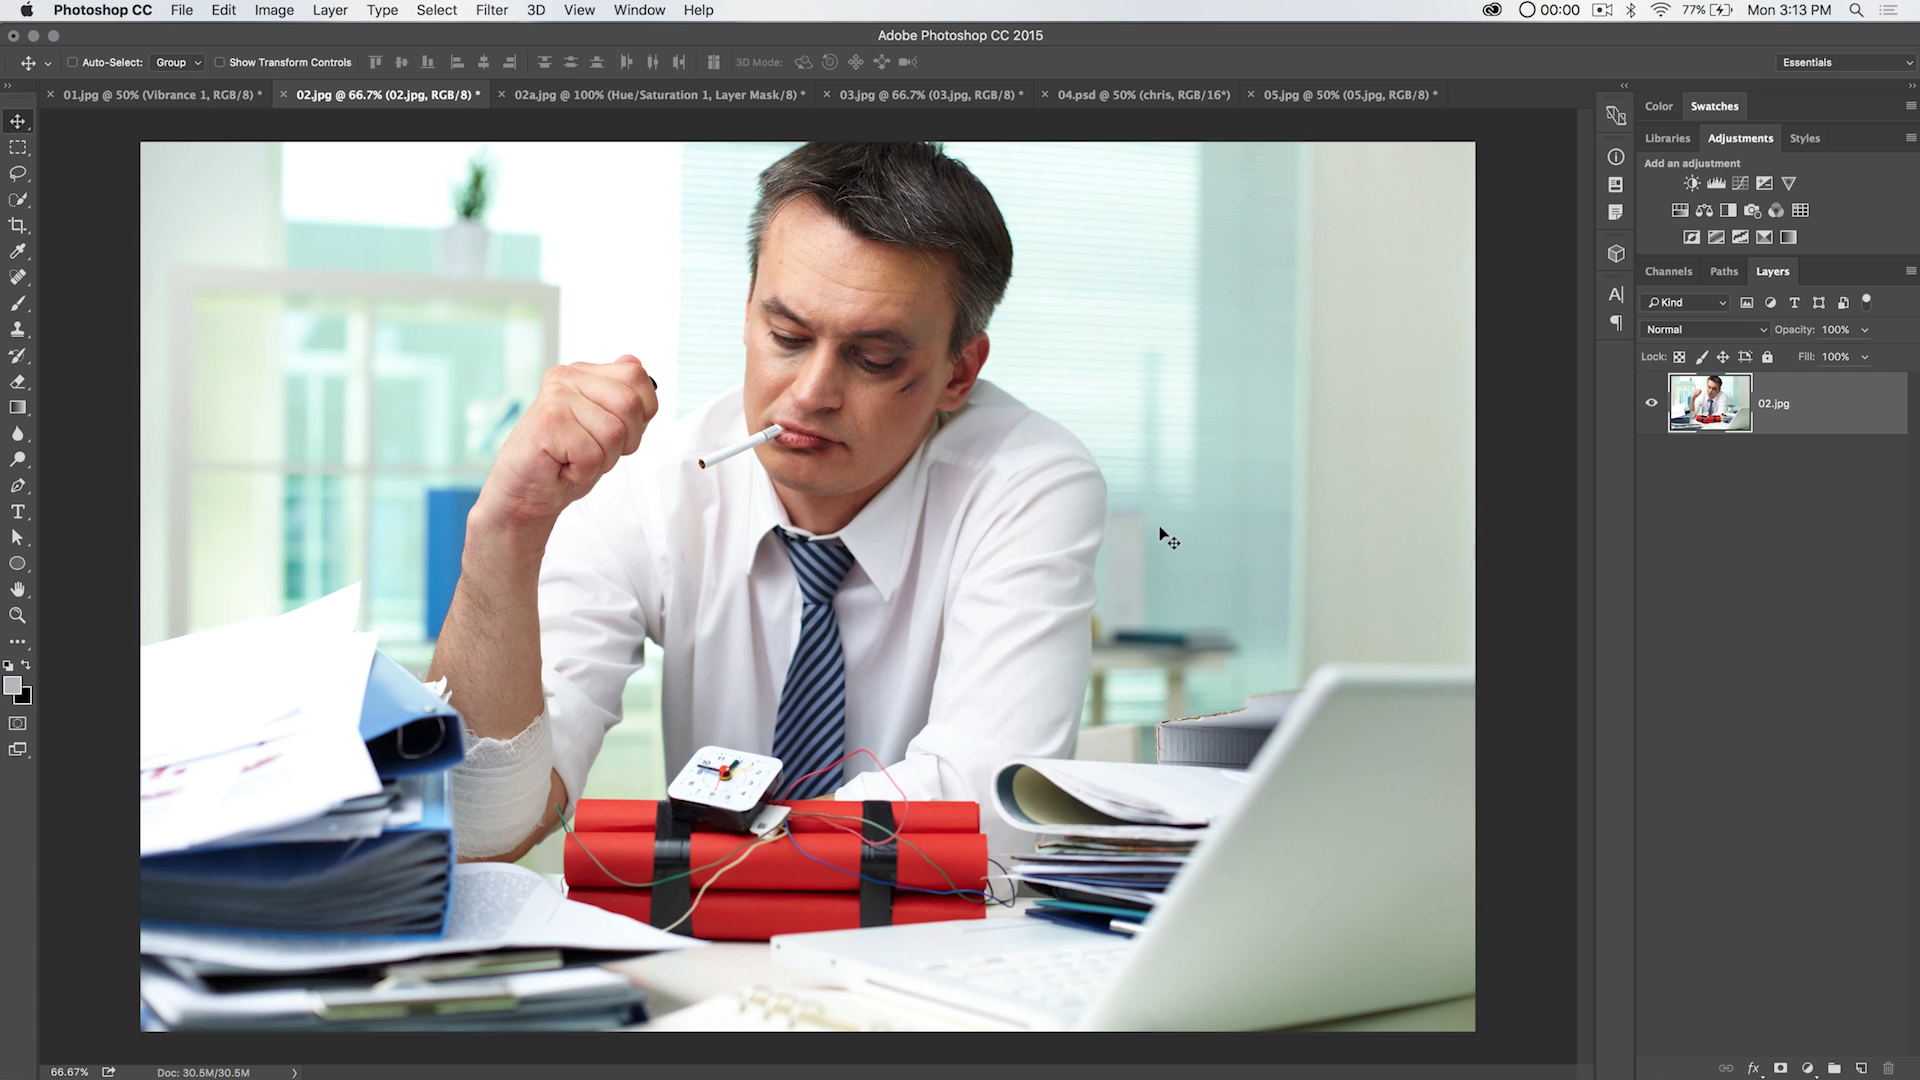 Photoshop CC File Edit Image Layer Type Select Filter 3D View Window Help 00:00 77% Mon 3:13 PM
Adobe Photoshop CC 2015
Auto-Select: Group Show Transform Controls 3D Mode: Essentials
01.jpg @ 50% (Vibrance 1, RGB/8) * 02.jpg @ 66.7% (02.jpg, RGB/8) * 02a.jpg @ 100% (Hue/Saturation 1, Layer Mask/8) * 03.jpg @ 66.7% (03.jpg, RGB/8) * 04.psd @ 50% (chris, RGB/16*) 05.jpg @ 50% (05.jpg, RGB/8) *
Color Swatches
Libraries Adjustments Styles
Add an adjustment
Channels Paths Layers
Kind
Normal Opacity: 100%
Lock: Fill: 100%
02.jpg
66.67% Doc: 30.5M/30.5M